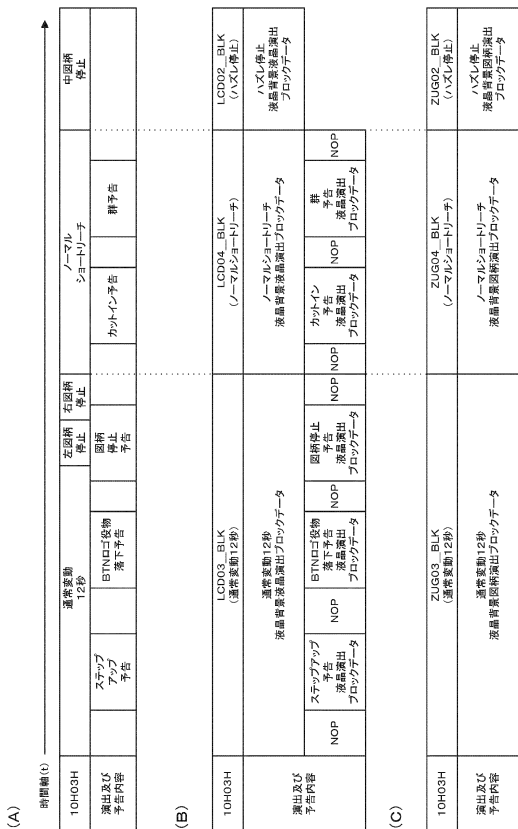 (A)
時間軸(t)
10H03H
通常変動
12秒
左図柄
停止
右図柄
停止
ノーマル
ショートリーチ
中図柄
停止
演出及び
予告内容
ステップ
アップ
予告
BTNロゴ役物
落下予告
図柄
停止
予告
カットイン予告
群予告
(B)
10H03H
LCD03__BLK
(通常変動12秒)
LCD04__BLK
(ノーマルショートリーチ)
LCD02__BLK
(ハズレ停止)
演出及び
予告内容
通常変動12秒
液晶背景液晶演出ブロックデータ
ノーマルショートリーチ
液晶背景液晶演出ブロックデータ
ハズレ停止
液晶背景液晶演出
ブロックデータ
NOP
ステップアップ
予告
液晶演出
ブロックデータ
NOP
BTNロゴ役物
落下予告
液晶演出
ブロックデータ
NOP
図柄停止
予告
液晶演出
ブロックデータ
NOP
NOP
カットイン
予告
液晶演出
ブロックデータ
NOP
群
予告
液晶演出
ブロックデータ
NOP
(C)
10H03H
ZUG03__BLK
(通常変動12秒)
ZUG04__BLK
(ノーマルショートリーチ)
ZUG02__BLK
(ハズレ停止)
演出及び
予告内容
通常変動12秒
液晶背景図柄演出ブロックデータ
ノーマルショートリーチ
液晶背景図柄演出ブロックデータ
ハズレ停止
液晶背景図柄演出
ブロックデータ